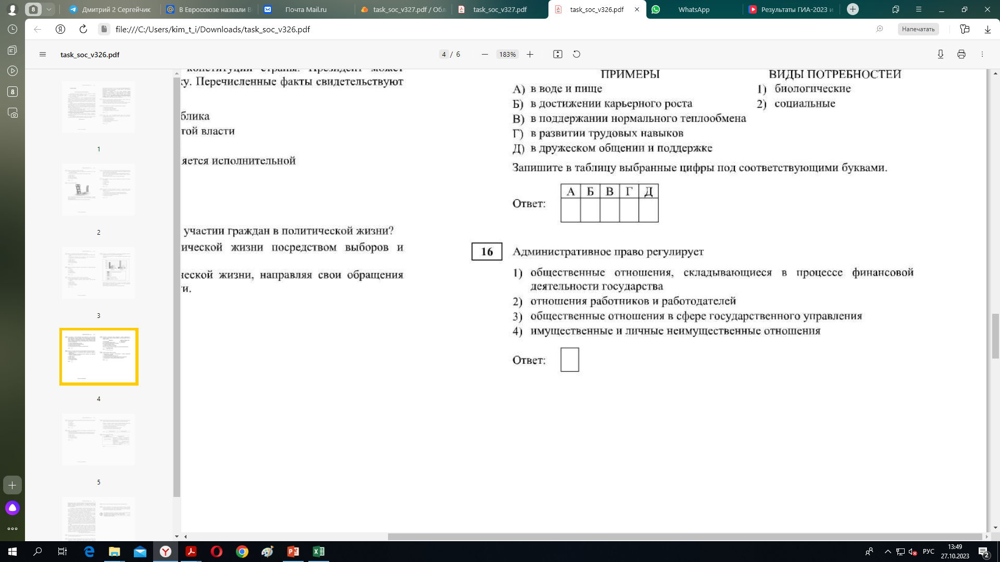 8
Дмитрий 2 Сергейчик
В Евросоюзе назвали В
Почта Mail.ru
task_soc_v327.pdf / Обл
task_soc_v327.pdf
task_soc_v326.pdf
WhatsApp
Результаты ГИА-2023 и
file:///C:/Users/kim_t_i/Downloads/task_soc_v326.pdf
Напечатать
task_soc_v326.pdf
4 / 6
183%
8
1
2
3
4
5
конституции страны. Президент может
ку. Перечисленные факты свидетельствуют
блика
той власти
яется исполнительной
участии граждан в политической жизни?
ической жизни посредством выборов и
ческой жизни, направляя свои обращения
ти.
ПРИМЕРЫ
ВИДЫ ПОТРЕБНОСТЕЙ
А) в воде и пище
1) биологические
Б) в достижении карьерного роста
2) социальные
В) в поддержании нормального теплообмена
Г) в развитии трудовых навыков
Д) в дружеском общении и поддержке
Запишите в таблицу выбранные цифры под соответствующими буквами.
А Б В Г Д
Ответ:
16 Административное право регулирует
1) общественные отношения, складывающиеся в процессе финансовой
деятельности государства
2) отношения работников и работодателей
3) общественные отношения в сфере государственного управления
4) имущественные и личные неимущественные отношения
Ответ:
РУС
13:49
27.10.2023
2